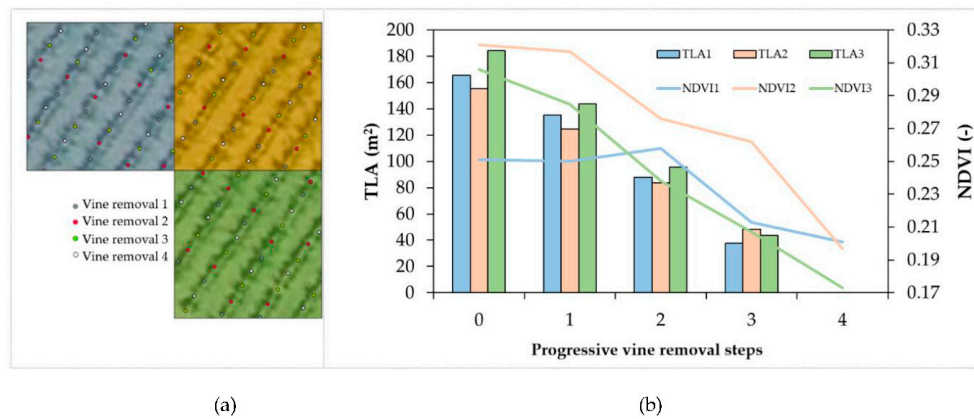 Vine removal 1
Vine removal 2
Vine removal 3
Vine removal 4
(a)
200
180
160
140
120
100
80
60
40
20
0
TLA (m²)
TLA1 TLA2 TLA3
NDVI1 NDVI2 NDVI3
0.33
0.31
0.29
0.27
0.25
0.23
0.21
0.19
0.17
NDVI (-)
0 1 2 3 4
Progressive vine removal steps
(b)